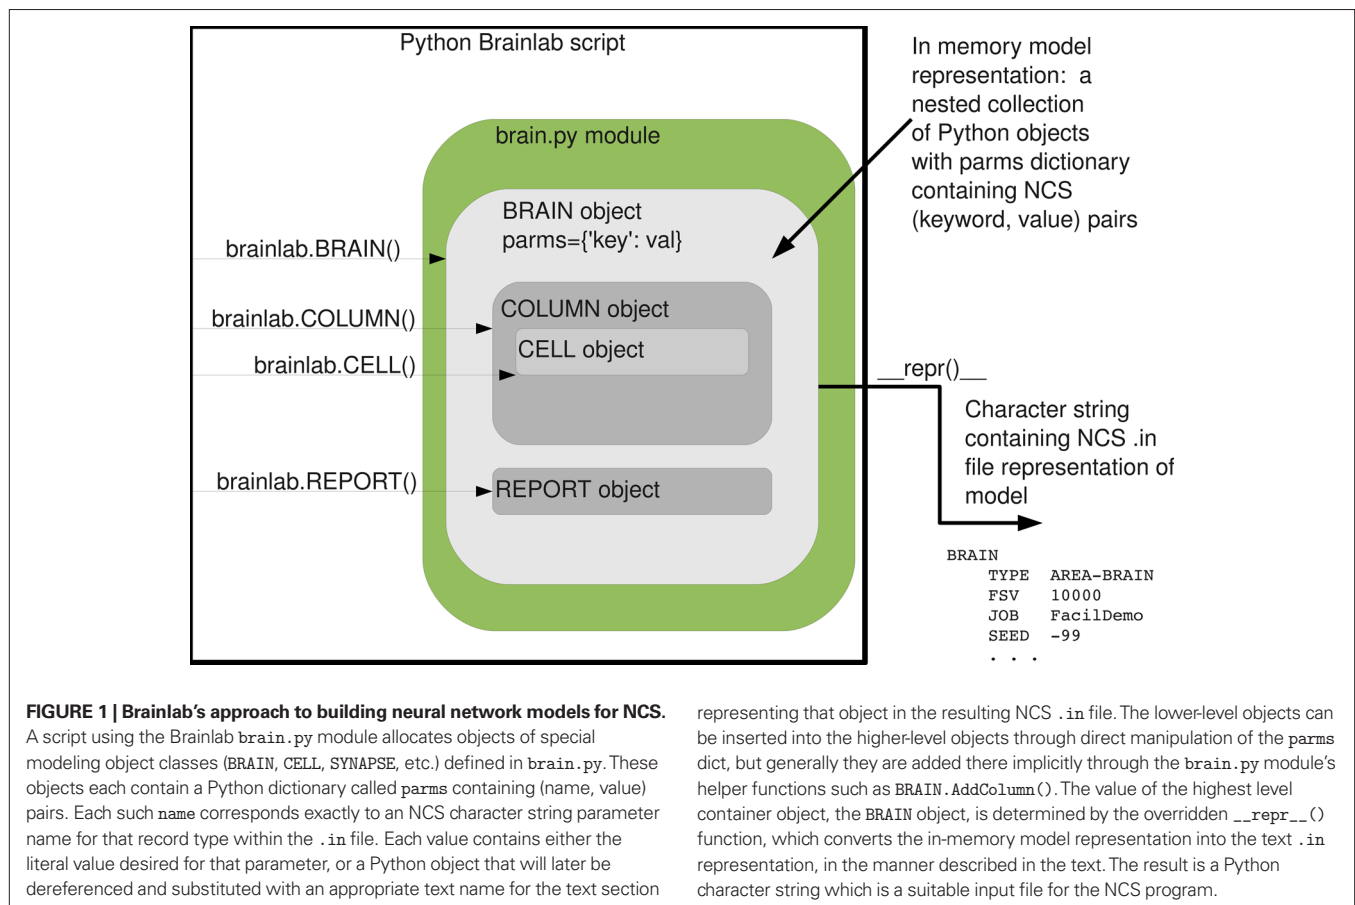 Python Brainlab script
In memory model
representation: a
nested collection
of Python objects
with parms dictionary
containing NCS
(keyword, value) pairs
brain.py module
BRAIN object
parms={'key': val}
brainlab.BRAIN()
COLUMN object
brainlab.COLUMN()
CELL object
brainlab.CELL()
__repr()__
Character string
containing NCS .in
file representation of
model
brainlab.REPORT()
REPORT object
BRAIN
TYPE AREA-BRAIN
FSV 10000
JOB FacilDemo
SEED -99
. . .
FIGURE 1 | Brainlab's approach to building neural network models for NCS.
A script using the Brainlab brain.py module allocates objects of special
modeling object classes (BRAIN, CELL, SYNAPSE, etc.) defined in brain.py. These
objects each contain a Python dictionary called parms containing (name, value)
pairs. Each such name corresponds exactly to an NCS character string parameter
name for that record type within the .in file. Each value contains either the
literal value desired for that parameter, or a Python object that will later be
dereferenced and substituted with an appropriate text name for the text section
representing that object in the resulting NCS .in file. The lower-level objects can
be inserted into the higher-level objects through direct manipulation of the parms
dict, but generally they are added there implicitly through the brain.py module's
helper functions such as BRAIN.AddColumn(). The value of the highest level
container object, the BRAIN object, is determined by the overridden __repr__()
function, which converts the in-memory model representation into the text .in
representation, in the manner described in the text. The result is a Python
character string which is a suitable input file for the NCS program.